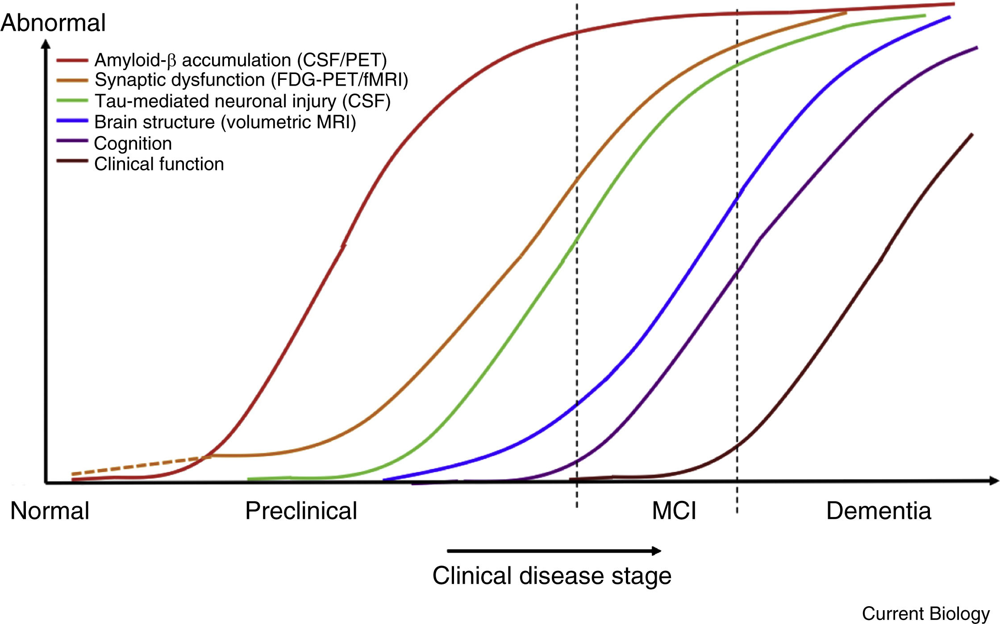 Abnormal
Amyloid-β accumulation (CSF/PET)
Synaptic dysfunction (FDG-PET/fMRI)
Tau-mediated neuronal injury (CSF)
Brain structure (volumetric MRI)
Cognition
Clinical function
Normal Preclinical MCI Dementia
Clinical disease stage
Current Biology